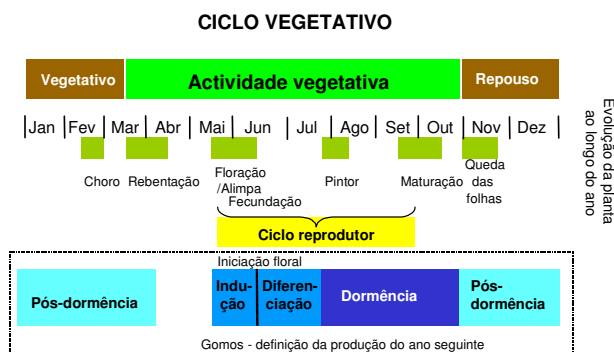 CICLO VEGETATIVO
Vegetativo Actividade vegetativa Repouso
Jan Fev Mar Abr Mai Jun Jul Ago Set Out Nov Dez
Choro Rebentação Floração Pintor Maturação Queda
/Alimpa das
Fecundação folhas
Evolução da planta
ao longo do ano
Ciclo reprodutor
Iniciação floral
Pós-dormência Indu- Diferen- Dormência Pós-
ção ciação dormência
Gomos - definição da produção do ano seguinte